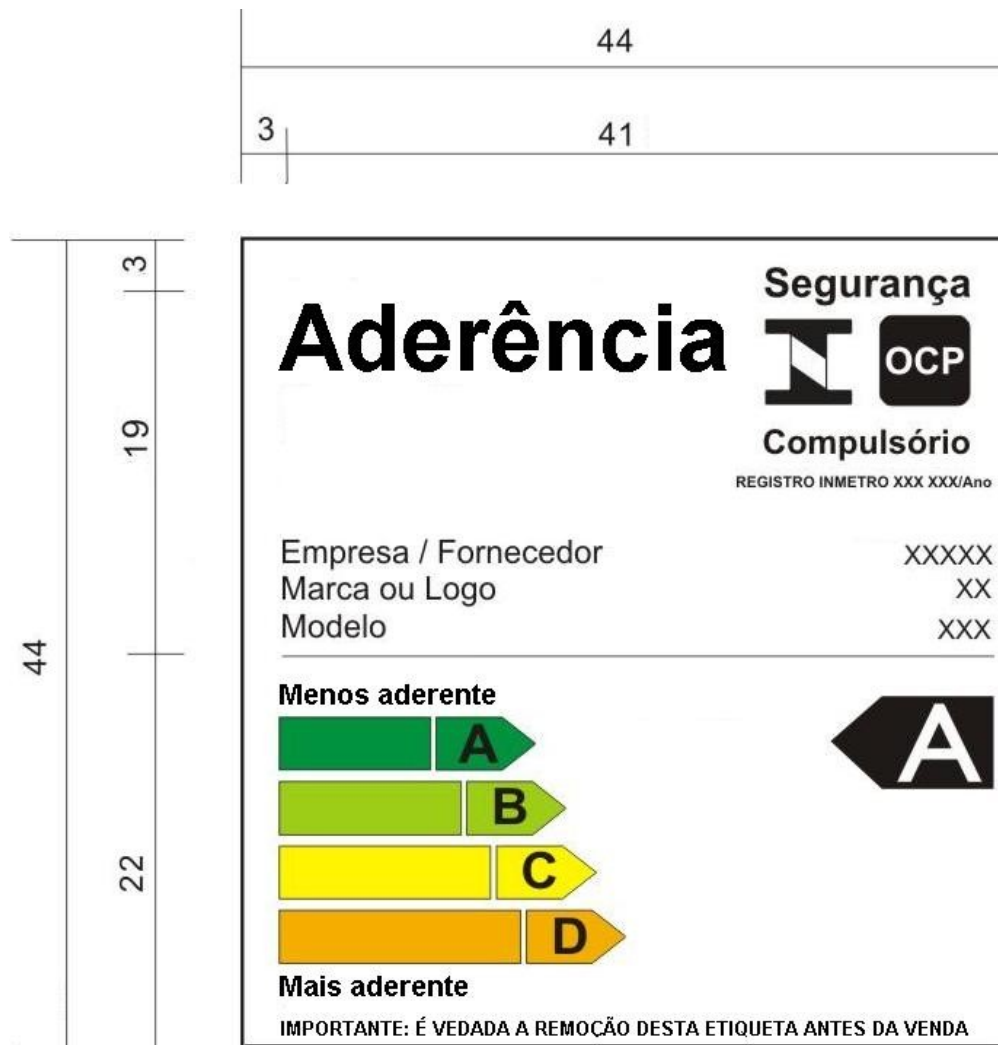 44
3
41
3
19
44
22
Aderência
Segurança
OCP
Compulsório
REGISTRO INMETRO XXX XXX/Ano
Empresa / Fornecedor XXXXX
Marca ou Logo XX
Modelo XXX
Menos aderente
A
A
B
C
D
Mais aderente
IMPORTANTE: É VEDADA A REMOÇÃO DESTA ETIQUETA ANTES DA VENDA